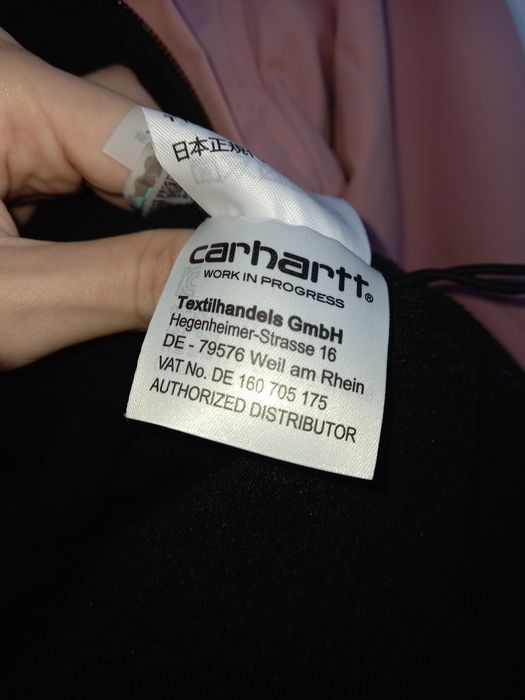 日本正規
carhartt®
WORK IN PROGRESS
Textilhandels GmbH
Hegenheimer-Strasse 16
DE - 79576 Weil am Rhein
VAT No. DE 160 705 175
AUTHORIZED DISTRIBUTOR